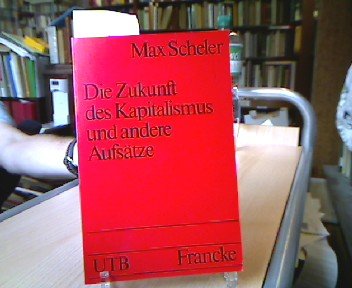 Max Scheler
Die Zukunft
des Kapitalismus
und andere
Aufsätze
UTB
Francke